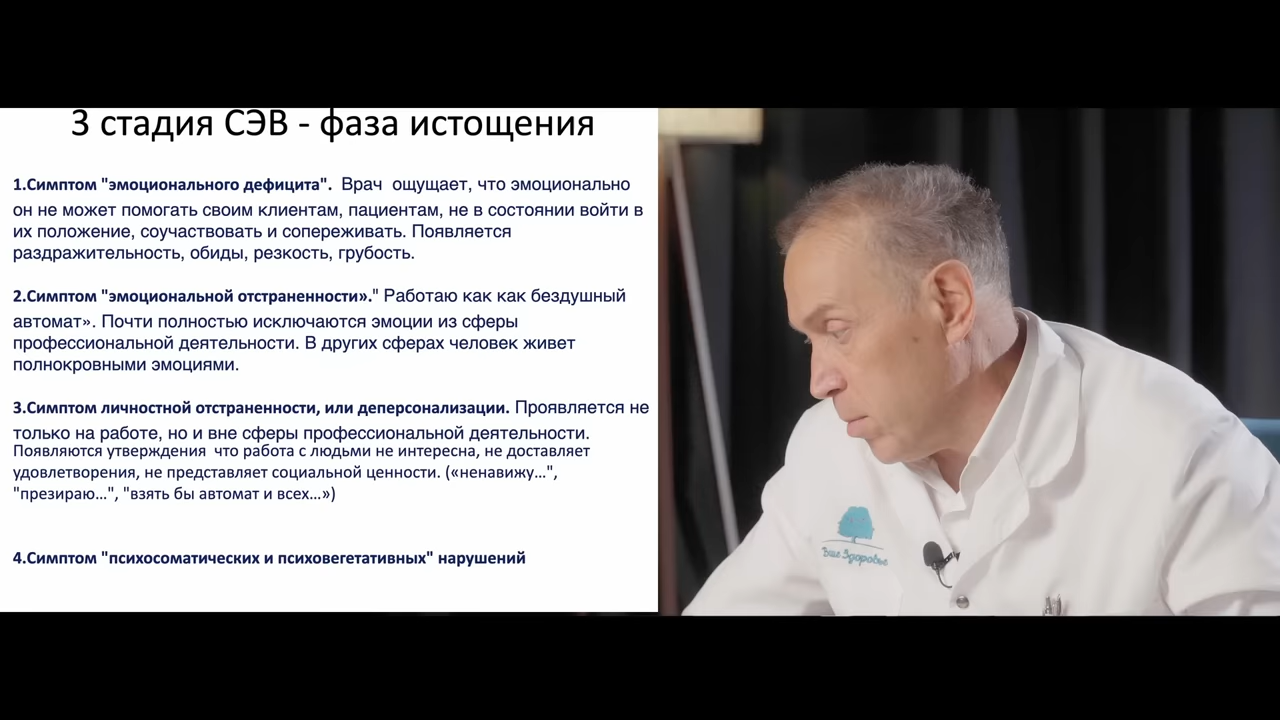 3 стадия СЭВ - фаза истощения
1.Симптом "эмоционального дефицита". Врач ощущает, что эмоционально
он не может помогать своим клиентам, пациентам, не в состоянии войти в
их положение, соучаствовать и сопереживать. Появляется
раздражительность, обиды, резкость, грубость.
2.Симптом "эмоциональной отстраненности»." Работаю как как бездушный
автомат». Почти полностью исключаются эмоции из сферы
профессиональной деятельности. В других сферах человек живет
полнокровными эмоциями.
3.Симптом личностной отстраненности, или деперсонализации. Проявляется не
только на работе, но и вне сферы профессиональной деятельности.
Появляются утверждения что работа с людьми не интересна, не доставляет
удовлетворения, не представляет социальной ценности. («ненавижу…",
"презираю…", "взять бы автомат и всех…»)
4.Симптом "психосоматических и психовегетативных" нарушений
Ваше Здоровье